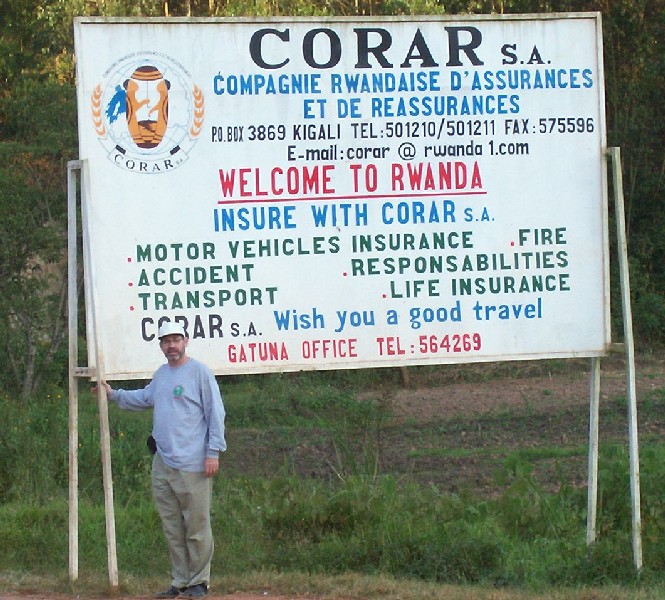 CORAR S.A.
COMPAGNIE RWANDAISE D'ASSURANCES
ET DE REASSURANCES
P.O. BOX 3869 KIGALI TEL:501210/501211 FAX:575596
E-mail:corar @ rwanda 1.com
CORAR S.A.
WELCOME TO RWANDA
INSURE WITH CORAR S.A.
.MOTOR VEHICLES INSURANCE .FIRE
.ACCIDENT .RESPONSABILITIES
.TRANSPORT .LIFE INSURANCE
CORAR S.A. Wish you a good travel
GATUNA OFFICE TEL:564269